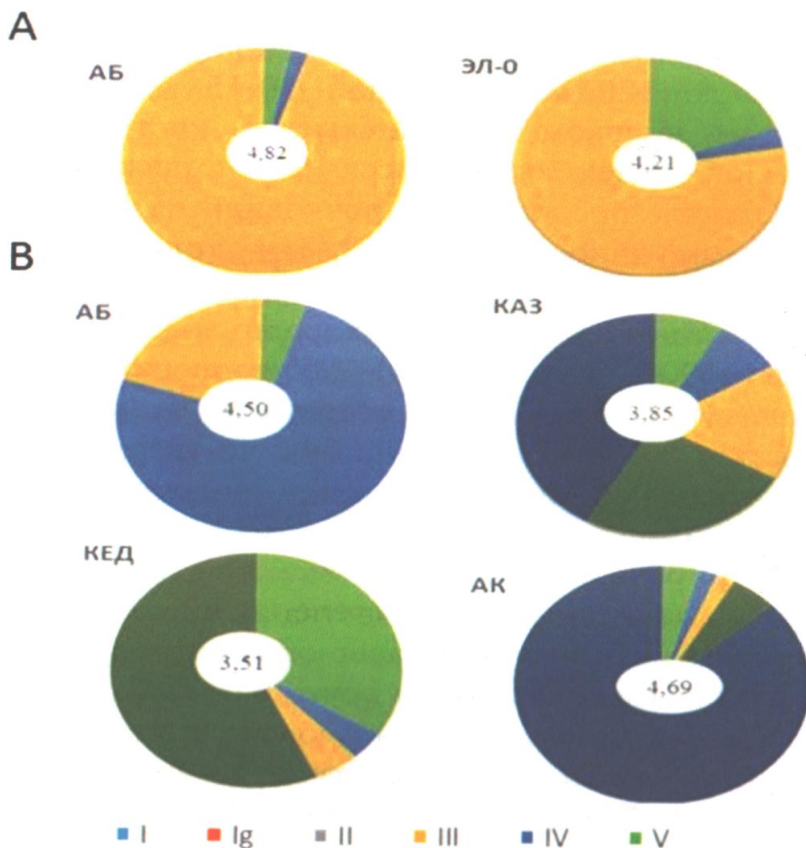 A
АБ
4,82
ЭЛ-0
4,21
B
АБ
4,50
КАЗ
3,85
КЕД
3,51
АК
4,69
I Ig II III IV V